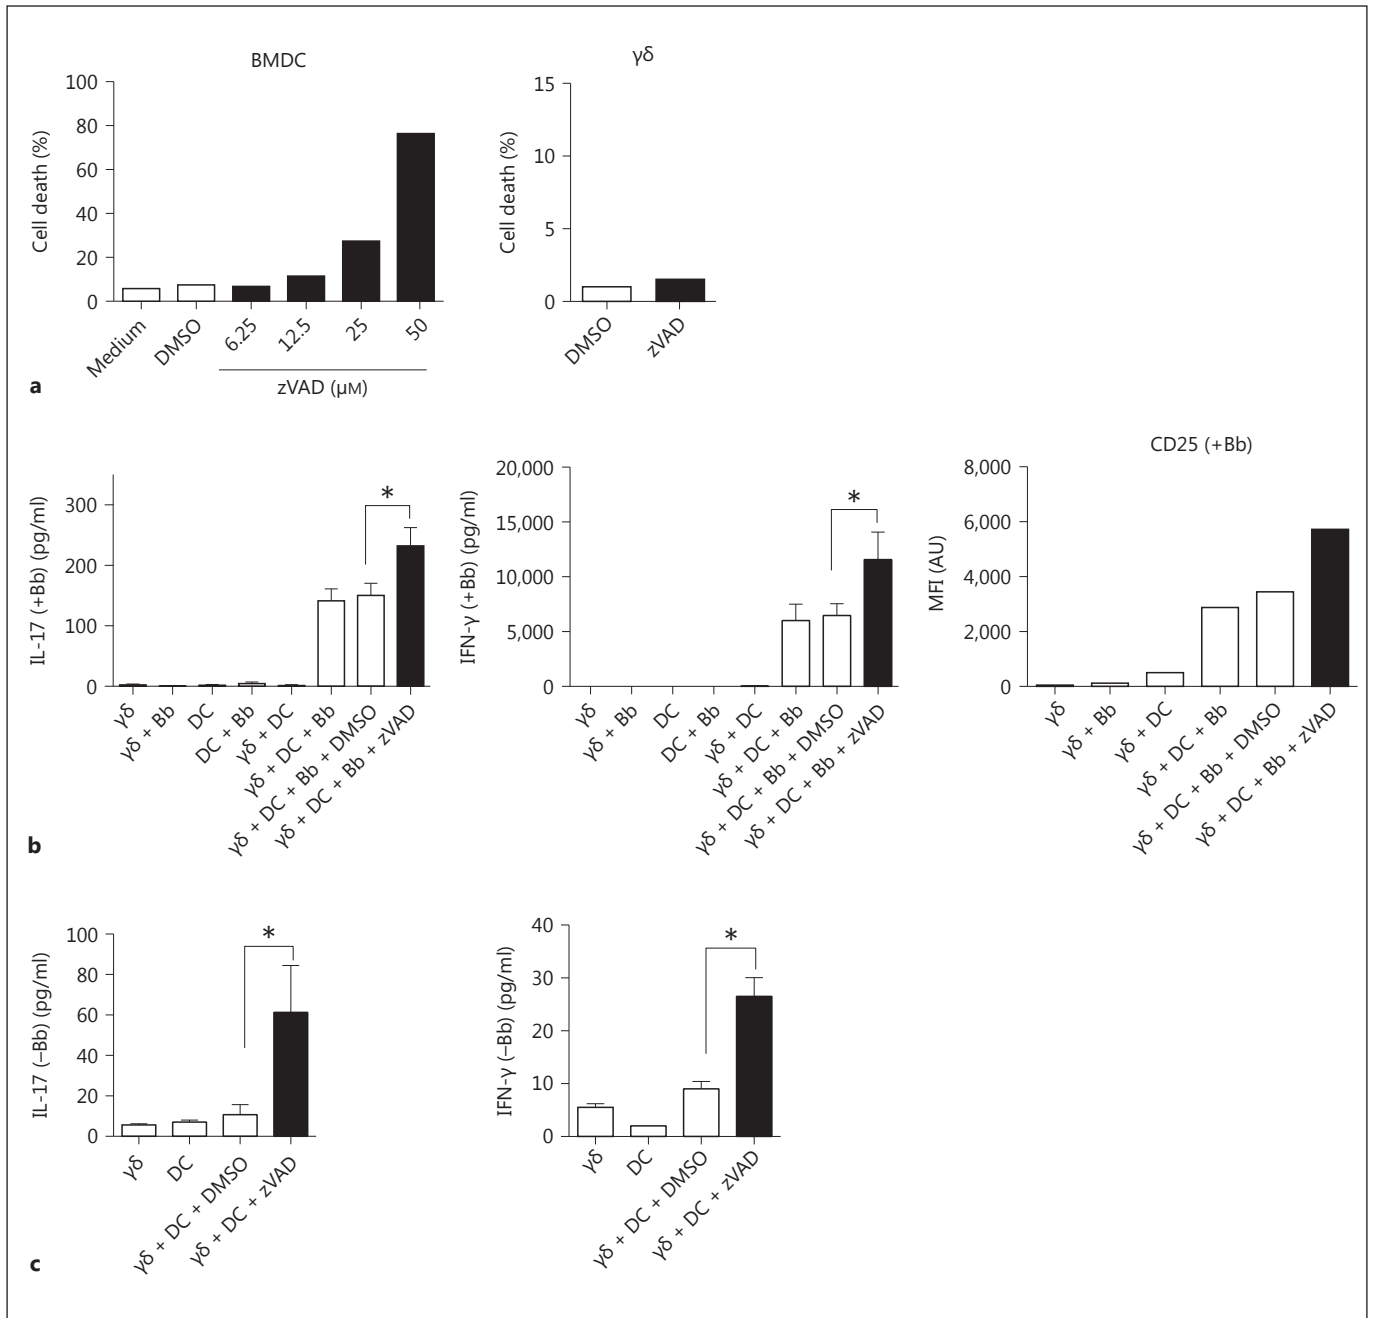 BMDC
Cell death (%)
100
80
60
40
20
0
Medium
DMSO
6.25
12.5
25
50
zVAD (µM)
γδ
Cell death (%)
15
10
5
0
DMSO
zVAD
a
IL-17 (+Bb) (pg/ml)
300
200
100
0
*
γδ
γδ + Bb
DC
DC + Bb
γδ + DC
γδ + DC + Bb
γδ + DC + Bb + DMSO
γδ + DC + Bb + zVAD
IFN-γ (+Bb) (pg/ml)
20,000
15,000
10,000
5,000
0
*
γδ
γδ + Bb
DC
DC + Bb
γδ + DC
γδ + DC + Bb
γδ + DC + Bb + DMSO
γδ + DC + Bb + zVAD
CD25 (+Bb)
MFI (AU)
8,000
6,000
4,000
2,000
0
γδ
γδ + Bb
γδ + DC
γδ + DC + Bb
γδ + DC + Bb + DMSO
γδ + DC + Bb + zVAD
b
IL-17 (–Bb) (pg/ml)
100
80
60
40
20
0
*
γδ
DC
γδ + DC + DMSO
γδ + DC + zVAD
IFN-γ (–Bb) (pg/ml)
40
30
20
10
0
*
γδ
DC
γδ + DC + DMSO
γδ + DC + zVAD
c